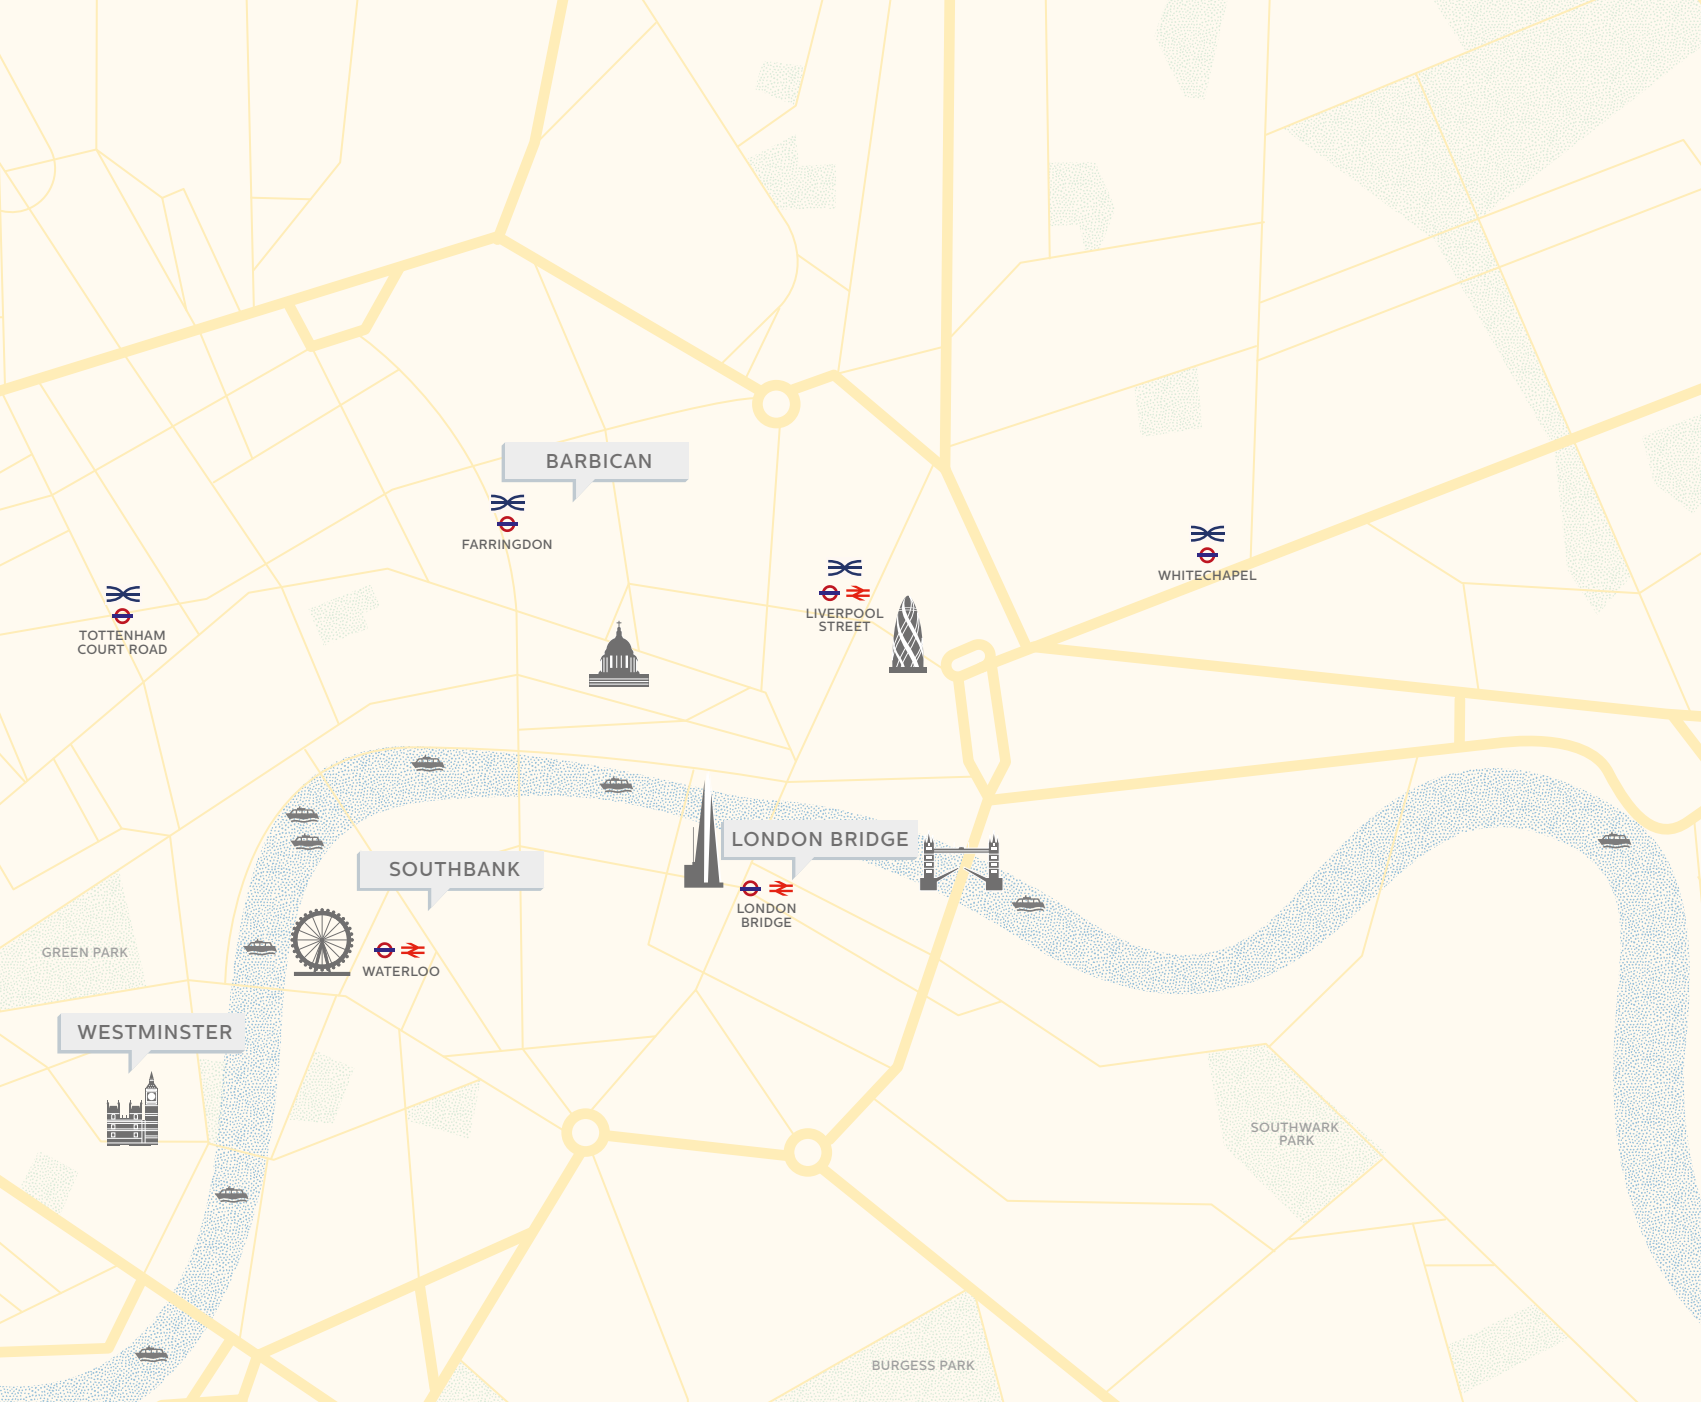 BARBICAN
FARRINGDON
WHITECHAPEL
LIVERPOOL
STREET
TOTTENHAM
COURT ROAD
LONDON BRIDGE
SOUTHBANK
LONDON
BRIDGE
GREEN PARK
WATERLOO
WESTMINSTER
SOUTHWARK
PARK
BURGESS PARK